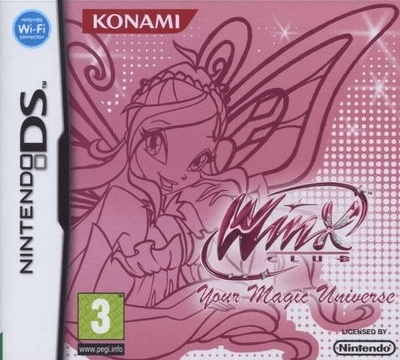 Nintendo
Wi-Fi
connection
KONAMI
NINTENDO DS
TM
Winx
CLUB
Your Magic Universe
3
www.pegi.info
LICENSED BY
Nintendo